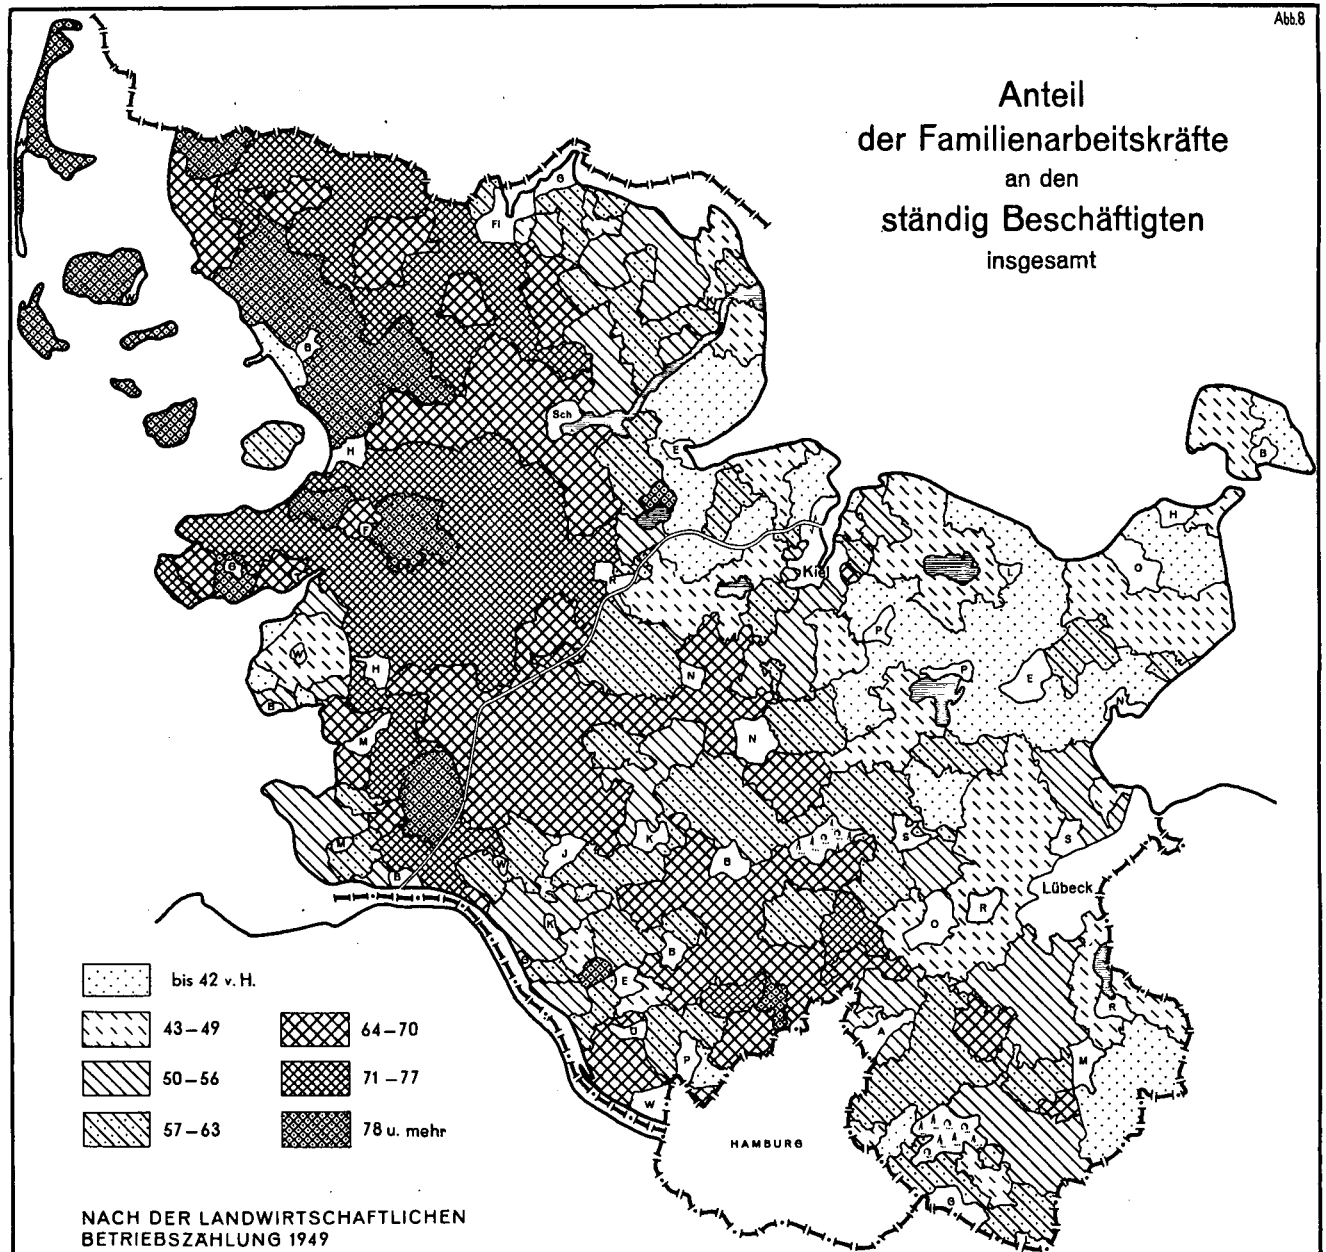 Abb.8
Anteil
der Familienarbeitskräfte
an den
ständig Beschäftigten
insgesamt
G
Fl
K
B
Sch
H
E
B
H
F
G
O
Kiel
R
P
W
H
N
P
E
N
B
M
N
S
S
K
J
B
M
W
B
Lübeck
R
O
K
B
G
E
R
A
U
P
M
W
HAMBURG
G
bis 42 v. H.
43–49
64–70
50–56
71–77
57–63
78 u. mehr
NACH DER LANDWIRTSCHAFTLICHEN
BETRIEBSZÄHLUNG 1949